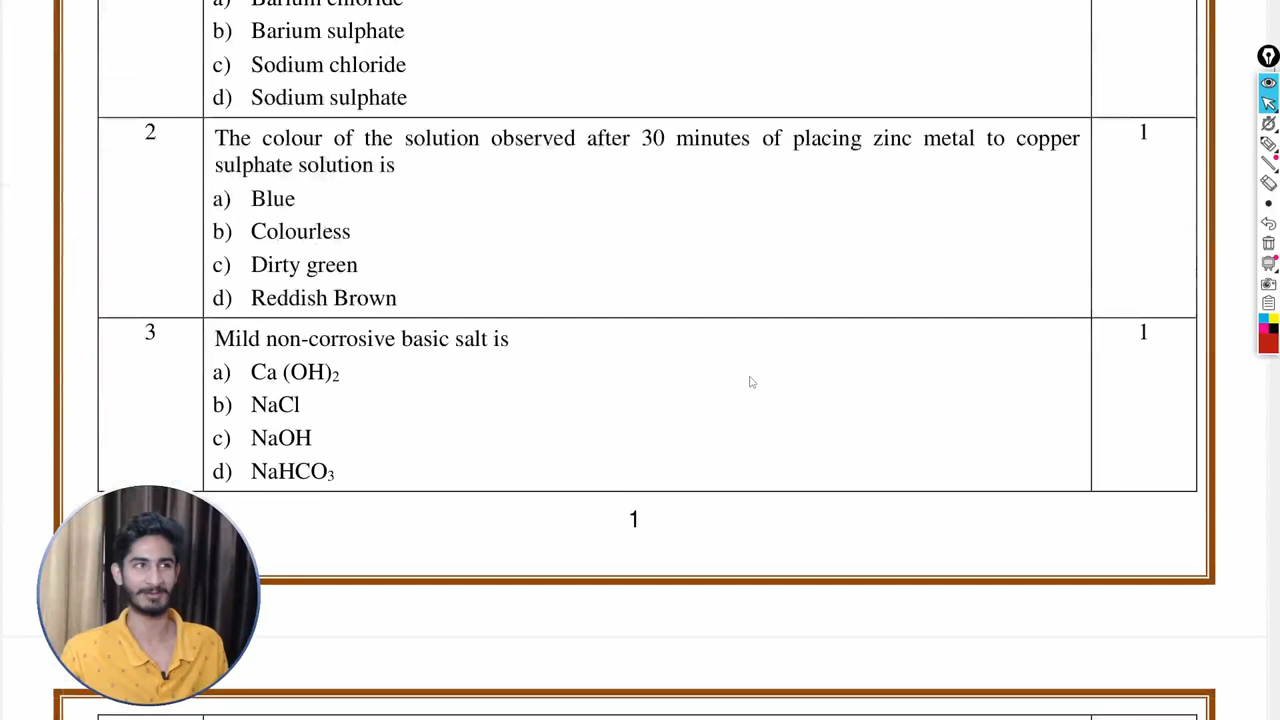 a) Barium chloride
b) Barium sulphate
c) Sodium chloride
d) Sodium sulphate
2 The colour of the solution observed after 30 minutes of placing zinc metal to copper 1
sulphate solution is
a) Blue
b) Colourless
c) Dirty green
d) Reddish Brown
3 Mild non-corrosive basic salt is 1
a) Ca (OH)₂
b) NaCl
c) NaOH
d) NaHCO₃
1